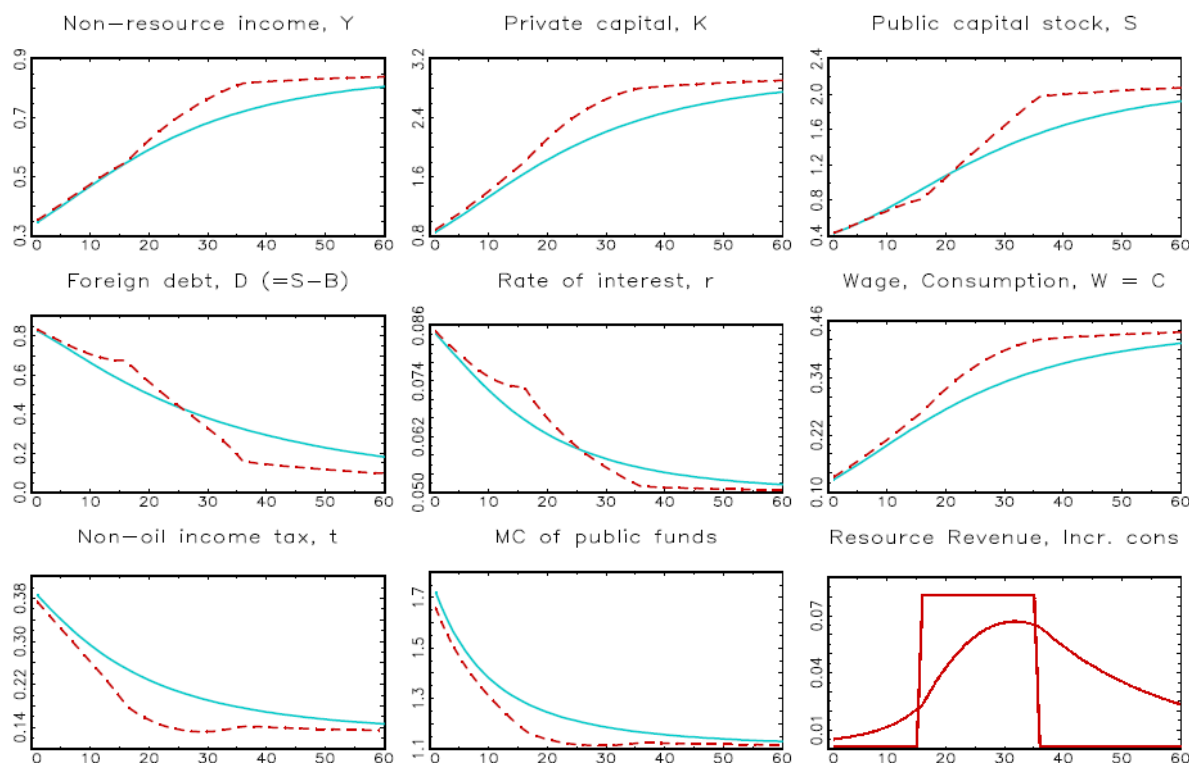 Non-resource income, Y
0.9
0.7
0.5
0.3
0 10 20 30 40 50 60
Private capital, K
3.2
2.4
1.6
0.8
0 10 20 30 40 50 60
Public capital stock, S
2.4
2.0
1.6
1.2
0.8
0.4
0 10 20 30 40 50 60
Foreign debt, D (=S-B)
0.8
0.6
0.4
0.2
0.0
0 10 20 30 40 50 60
Rate of interest, r
0.086
0.074
0.062
0.050
0 10 20 30 40 50 60
Wage, Consumption, W = C
0.46
0.34
0.22
0.10
0 10 20 30 40 50 60
Non-oil income tax, t
0.38
0.30
0.22
0.14
0 10 20 30 40 50 60
MC of public funds
1.7
1.5
1.3
1.1
0 10 20 30 40 50 60
Resource Revenue, Incr. cons
0.07
0.04
0.01
0 10 20 30 40 50 60